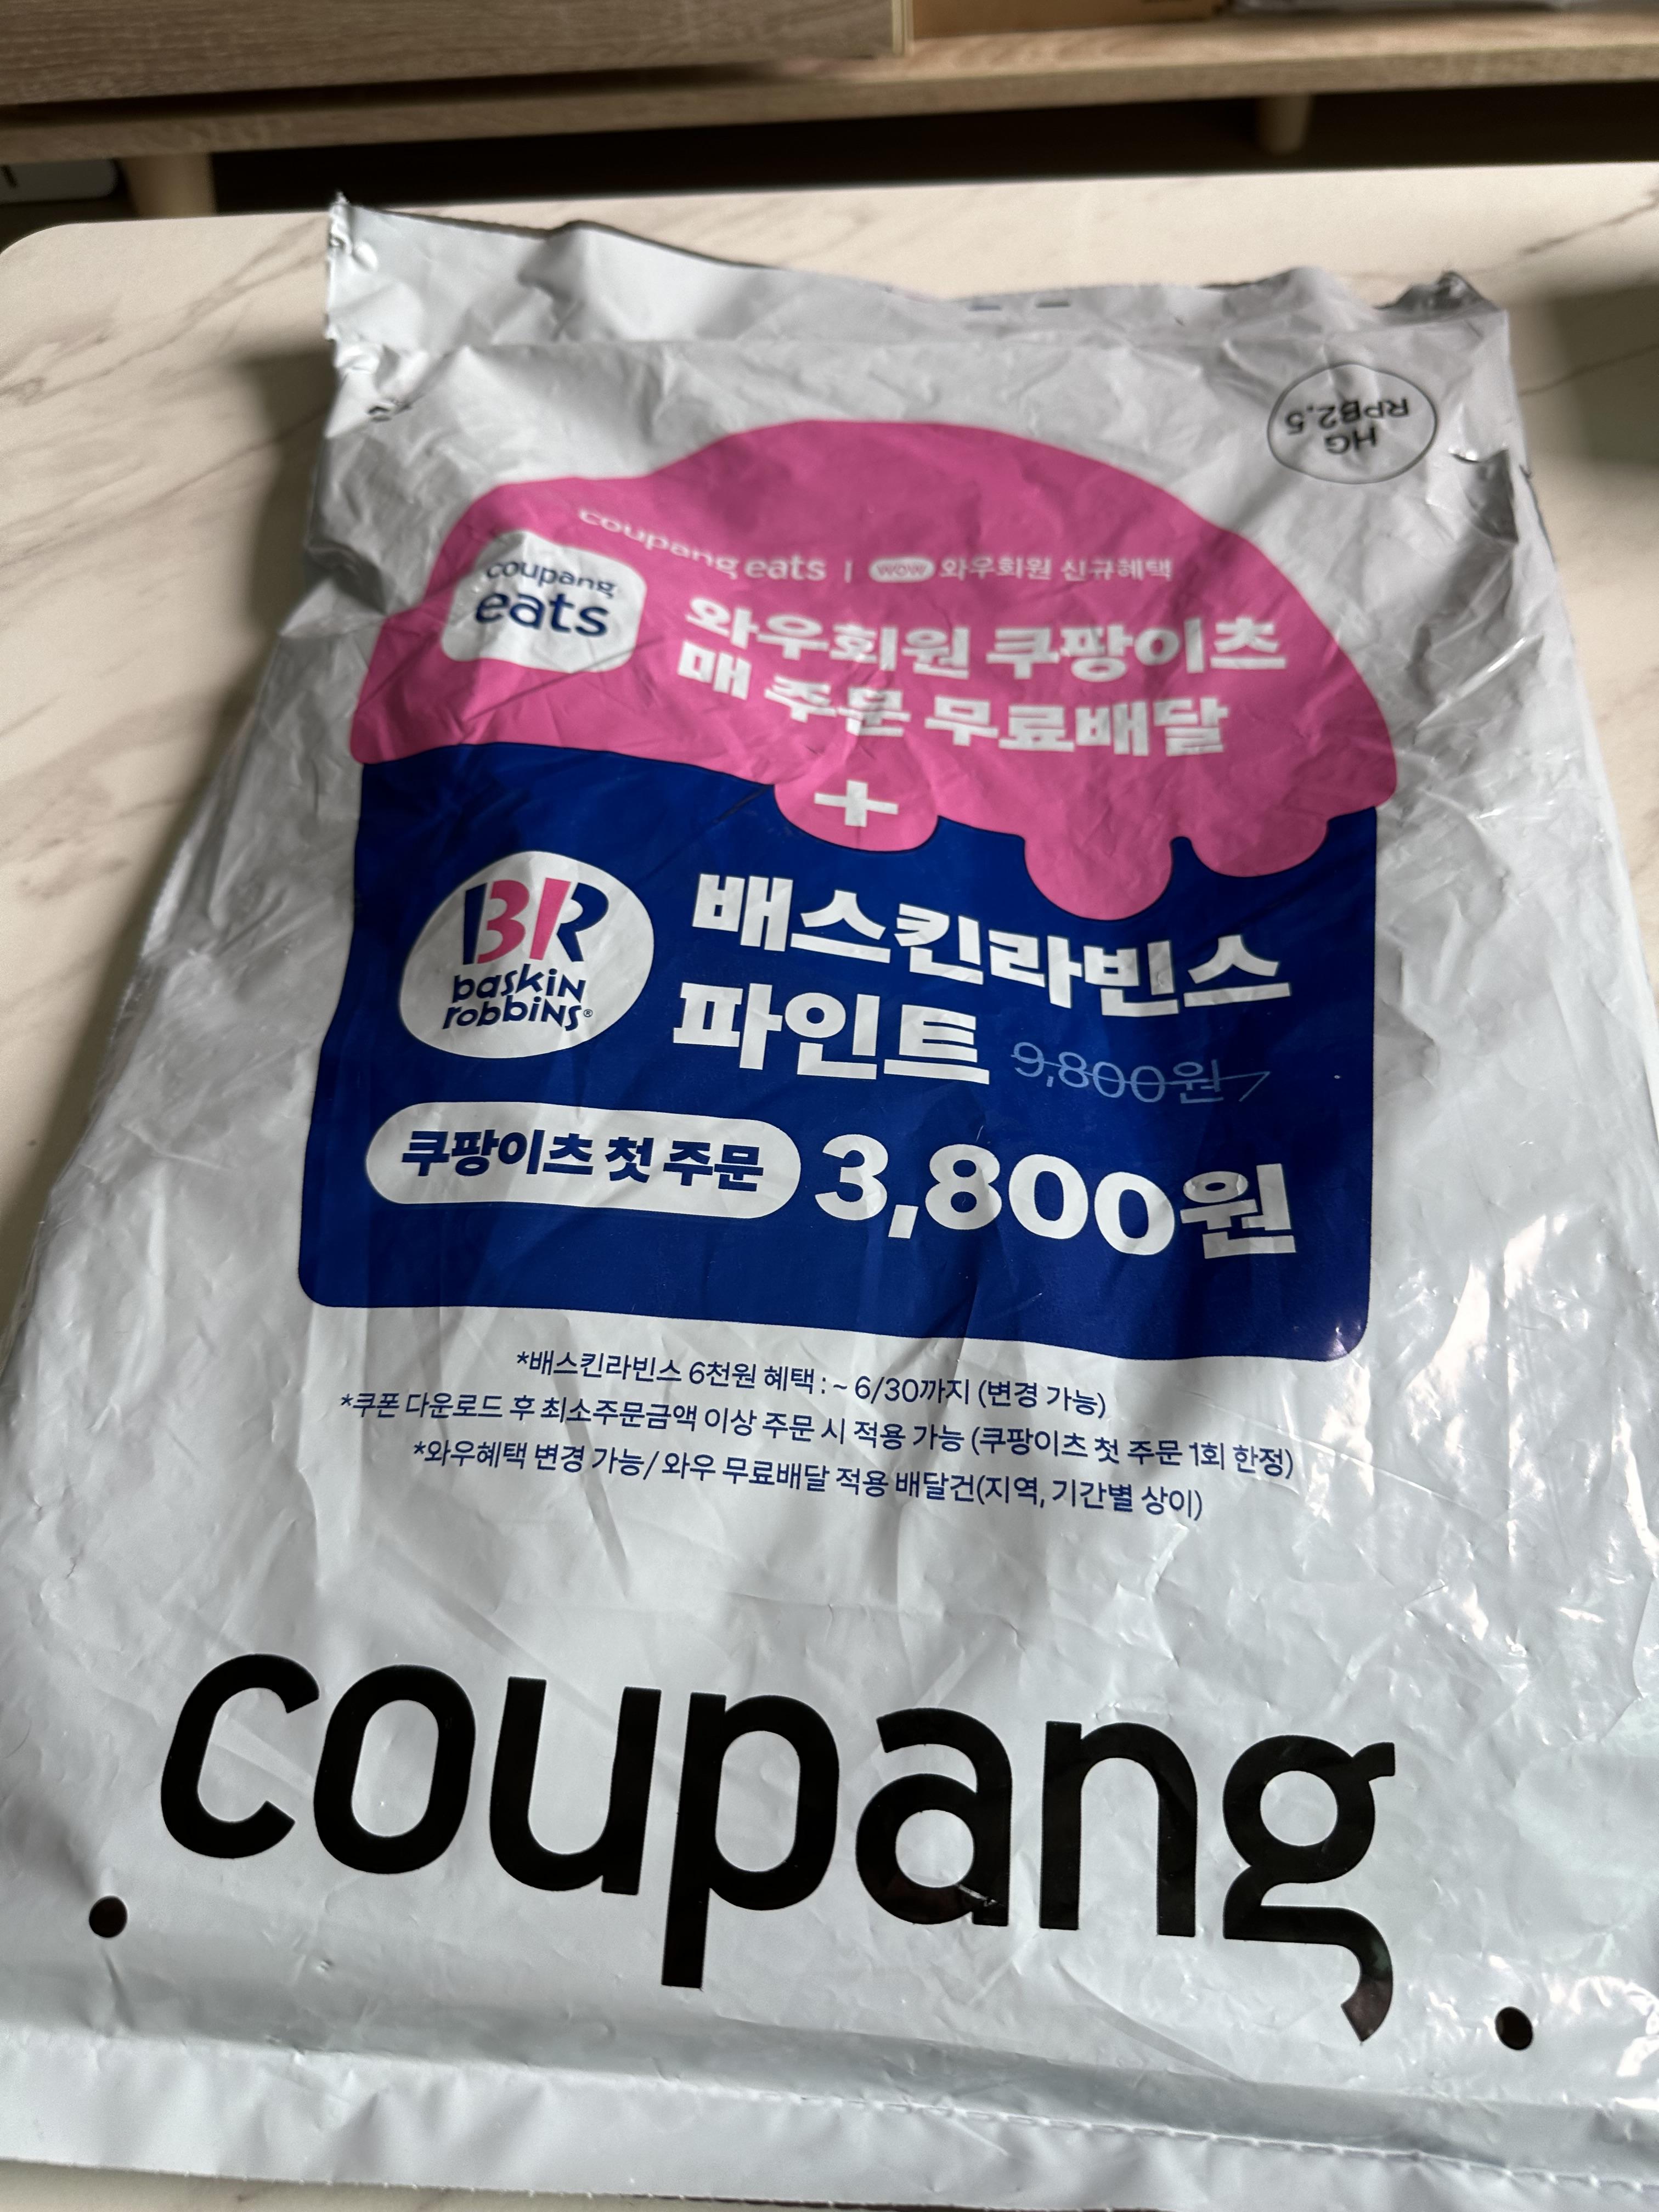 HG
RPB2.5
coupang eats | wow 와우회원 신규혜택
coupang
eats
와우회원 쿠팡이츠
매 주문 무료배달
+
BR
baskin
robbins®
배스킨라빈스
파인트 9,800원
쿠팡이츠 첫 주문 3,800원
*배스킨라빈스 6천원 혜택 : ~ 6/30까지 (변경 가능)
*쿠폰 다운로드 후 최소주문금액 이상 주문 시 적용 가능 (쿠팡이츠 첫 주문 1회 한정)
*와우혜택 변경 가능/ 와우 무료배달 적용 배달건(지역, 기간별 상이)
coupang